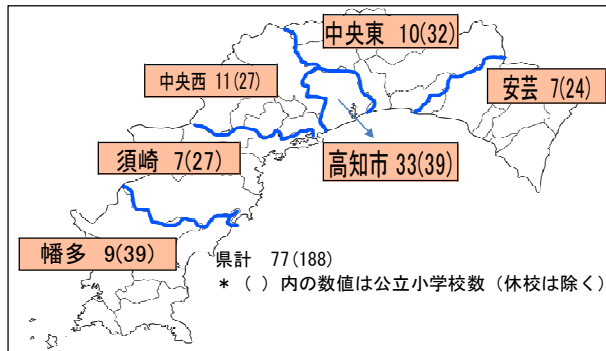 中央東 10(32)
中央西 11(27)
安芸 7(24)
須崎 7(27)
高知市 33(39)
幡多 9(39)
県計 77(188)
*（ ）内の数値は公立小学校数（休校は除く）